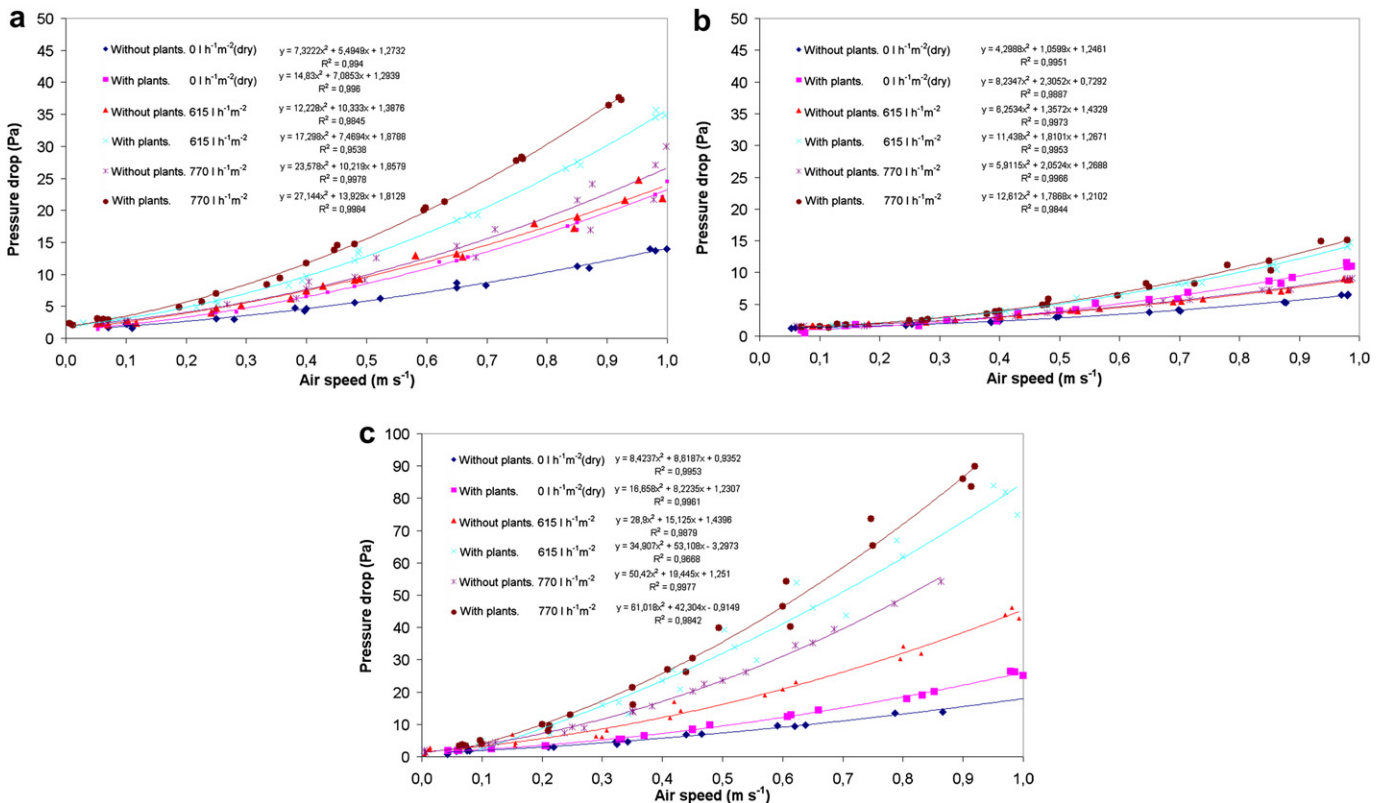 a
50
45
40
35
30
25
20
15
10
5
0
Pressure drop (Pa)
Without plants. 0 l h⁻¹m⁻²(dry) y = 7,3222x² + 5,4949x + 1,2732
R² = 0,994
With plants. 0 l h⁻¹m⁻²(dry) y = 14,83x² + 7,0853x + 1,2939
R² = 0,996
Without plants. 615 l h⁻¹m⁻² y = 12,228x² + 10,333x + 1,3876
R² = 0,9845
With plants. 615 l h⁻¹m⁻² y = 17,298x² + 7,4694x + 1,8788
R² = 0,9538
Without plants. 770 l h⁻¹m⁻² y = 23,578x² + 10,219x + 1,8579
R² = 0,9978
With plants. 770 l h⁻¹m⁻² y = 27,144x² + 13,929x + 1,8129
R² = 0,9984
0,0 0,1 0,2 0,3 0,4 0,5 0,6 0,7 0,8 0,9 1,0
Air speed (m s⁻¹)
b
50
45
40
35
30
25
20
15
10
5
0
Pressure drop (Pa)
Without plants. 0 l h⁻¹m⁻²(dry) y = 4,2988x² + 1,0599x + 1,2461
R² = 0,9951
With plants. 0 l h⁻¹m⁻²(dry) y = 8,2347x² + 2,3052x + 0,7292
R² = 0,9887
Without plants. 615 l h⁻¹m⁻² y = 8,2534x² + 1,3572x + 1,4329
R² = 0,9973
With plants. 615 l h⁻¹m⁻² y = 11,438x² + 1,8101x + 1,2671
R² = 0,9953
Without plants. 770 l h⁻¹m⁻² y = 5,9115x² + 2,0524x + 1,2688
R² = 0,9966
With plants. 770 l h⁻¹m⁻² y = 12,612x² + 1,7868x + 1,2102
R² = 0,9844
0,0 0,1 0,2 0,3 0,4 0,5 0,6 0,7 0,8 0,9 1,0
Air speed (m s⁻¹)
c
100
90
80
70
60
50
40
30
20
10
0
Pressure drop (Pa)
Without plants. 0 l h⁻¹m⁻²(dry) y = 8,4237x² + 8,6187x + 0,9352
R² = 0,9953
With plants. 0 l h⁻¹m⁻²(dry) y = 16,658x² + 8,2235x + 1,2307
R² = 0,9961
Without plants. 615 l h⁻¹m⁻² y = 28,9x² + 15,125x + 1,4396
R² = 0,9879
With plants. 615 l h⁻¹m⁻² y = 34,907x² + 53,108x - 3,2973
R² = 0,9668
Without plants. 770 l h⁻¹m⁻² y = 50,42x² + 19,445x + 1,251
R² = 0,9977
With plants. 770 l h⁻¹m⁻² y = 61,018x² + 42,304x - 0,9149
R² = 0,9842
0,0 0,1 0,2 0,3 0,4 0,5 0,6 0,7 0,8 0,9 1,0
Air speed (m s⁻¹)